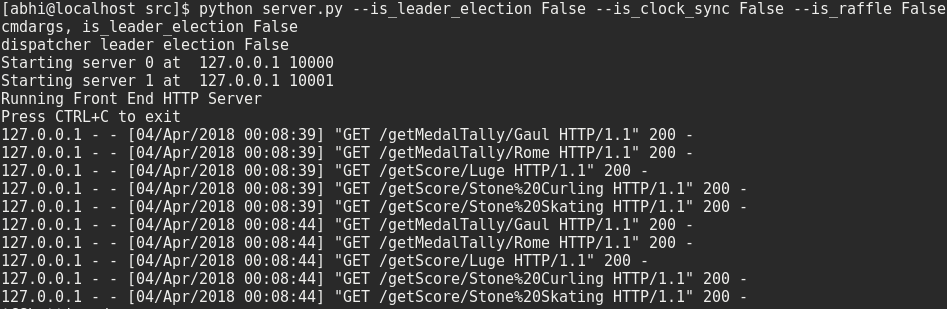 [abhi@localhost src]$ python server.py --is_leader_election False --is_clock_sync False --is_raffle False
cmdargs, is_leader_election False
dispatcher leader election False
Starting server 0 at  127.0.0.1 10000
Starting server 1 at  127.0.0.1 10001
Running Front End HTTP Server
Press CTRL+C to exit
127.0.0.1 - - [04/Apr/2018 00:08:39] "GET /getMedalTally/Gaul HTTP/1.1" 200 -
127.0.0.1 - - [04/Apr/2018 00:08:39] "GET /getMedalTally/Rome HTTP/1.1" 200 -
127.0.0.1 - - [04/Apr/2018 00:08:39] "GET /getScore/Luge HTTP/1.1" 200 -
127.0.0.1 - - [04/Apr/2018 00:08:39] "GET /getScore/Stone%20Curling HTTP/1.1" 200 -
127.0.0.1 - - [04/Apr/2018 00:08:39] "GET /getScore/Stone%20Skating HTTP/1.1" 200 -
127.0.0.1 - - [04/Apr/2018 00:08:44] "GET /getMedalTally/Gaul HTTP/1.1" 200 -
127.0.0.1 - - [04/Apr/2018 00:08:44] "GET /getMedalTally/Rome HTTP/1.1" 200 -
127.0.0.1 - - [04/Apr/2018 00:08:44] "GET /getScore/Luge HTTP/1.1" 200 -
127.0.0.1 - - [04/Apr/2018 00:08:44] "GET /getScore/Stone%20Curling HTTP/1.1" 200 -
127.0.0.1 - - [04/Apr/2018 00:08:44] "GET /getScore/Stone%20Skating HTTP/1.1" 200 -